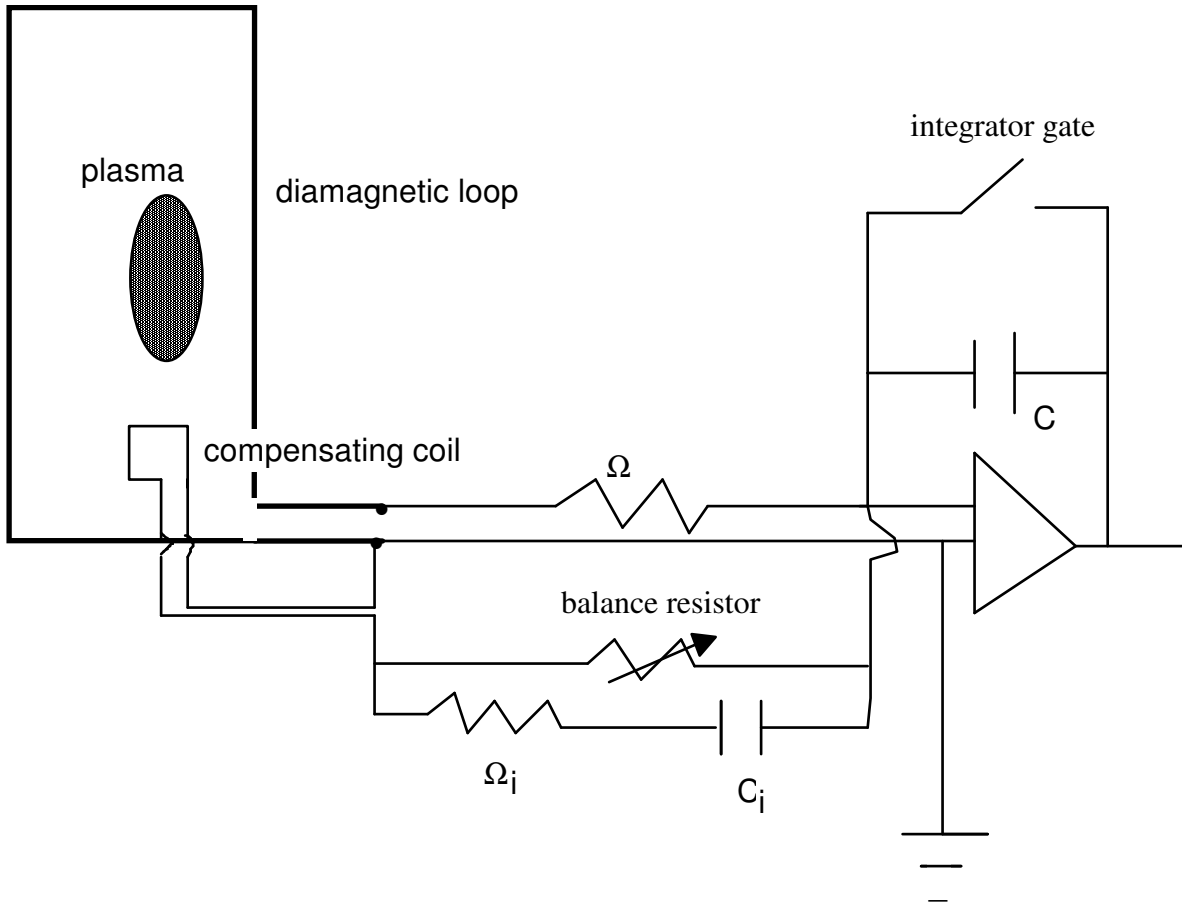 integrator gate
plasma
diamagnetic loop
C
compensating coil
Ω
balance resistor
Ωi
Ci